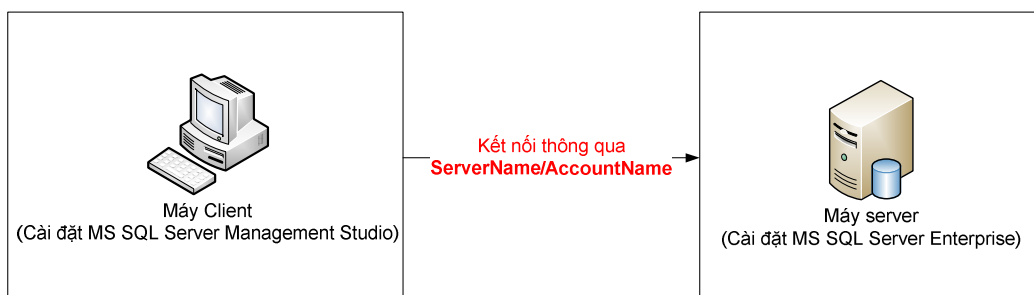 Máy Client
(Cài đặt MS SQL Server Management Studio)
Kết nối thông qua
ServerName/AccountName
Máy server
(Cài đặt MS SQL Server Enterprise)